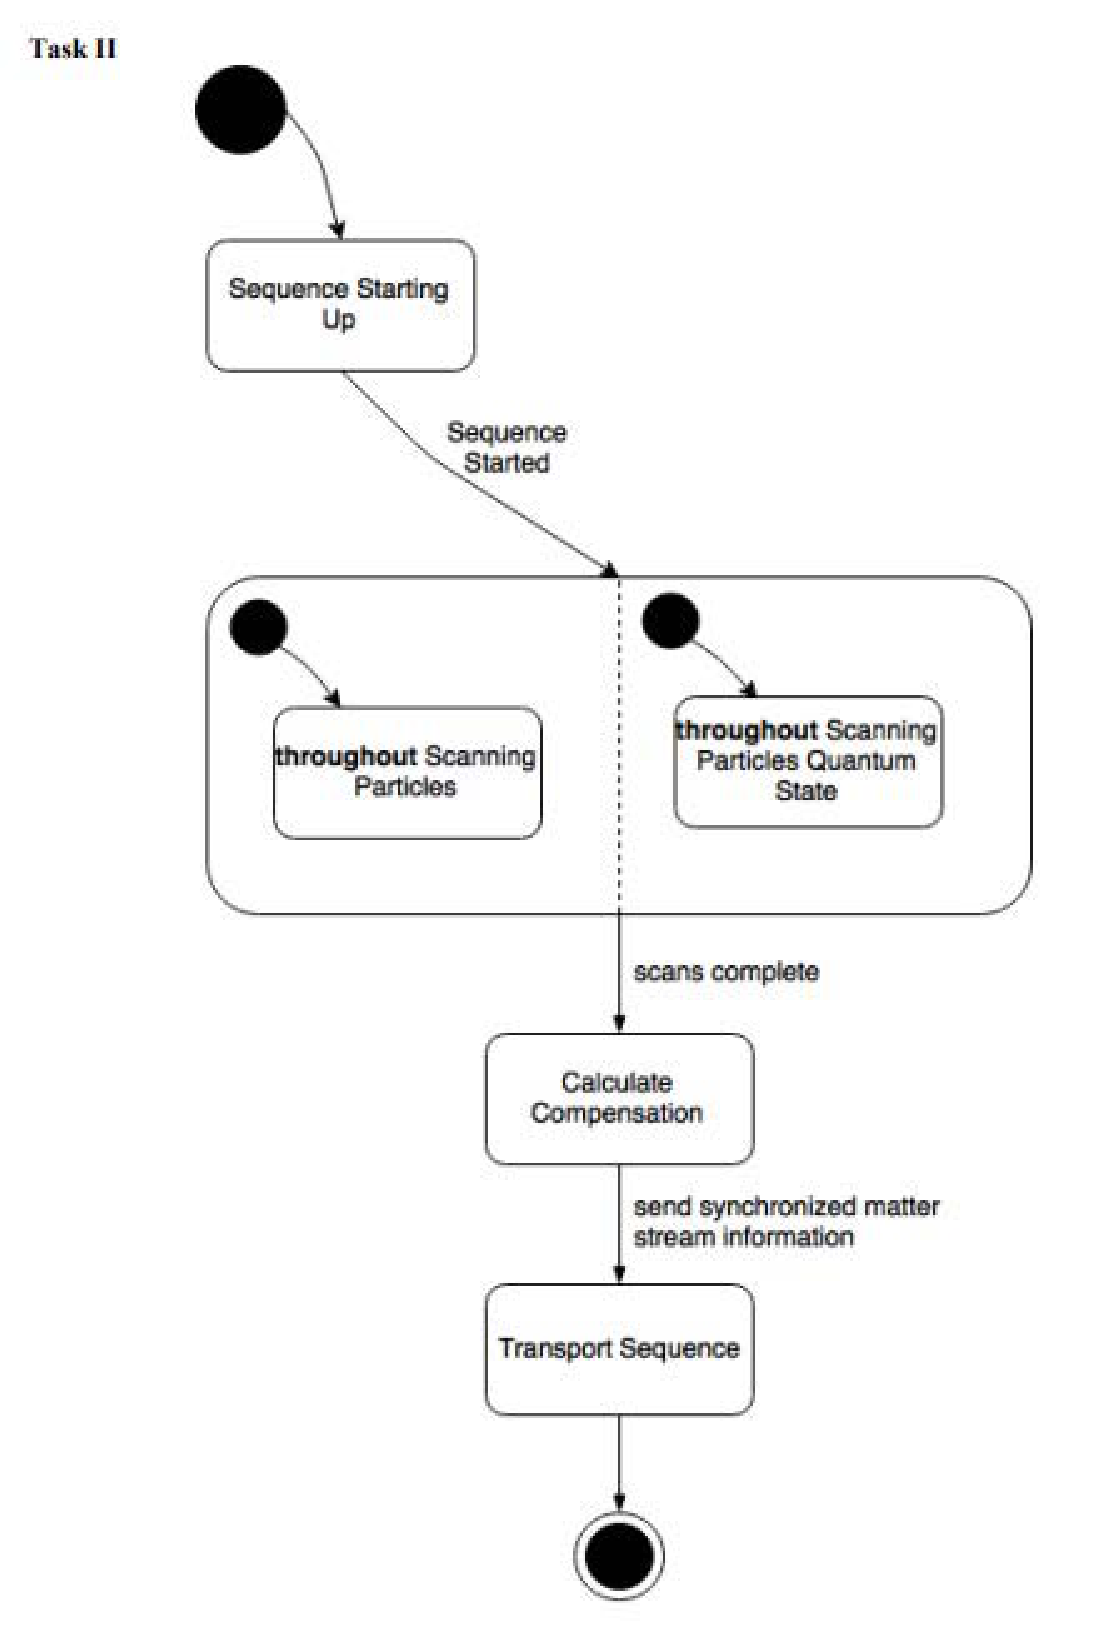 Task II
Sequence Starting
Up
Sequence
Started
throughout Scanning
Particles
throughout Scanning
Particles Quantum
State
scans complete
Calculate
Compensation
send synchronized matter
stream information
Transport Sequence